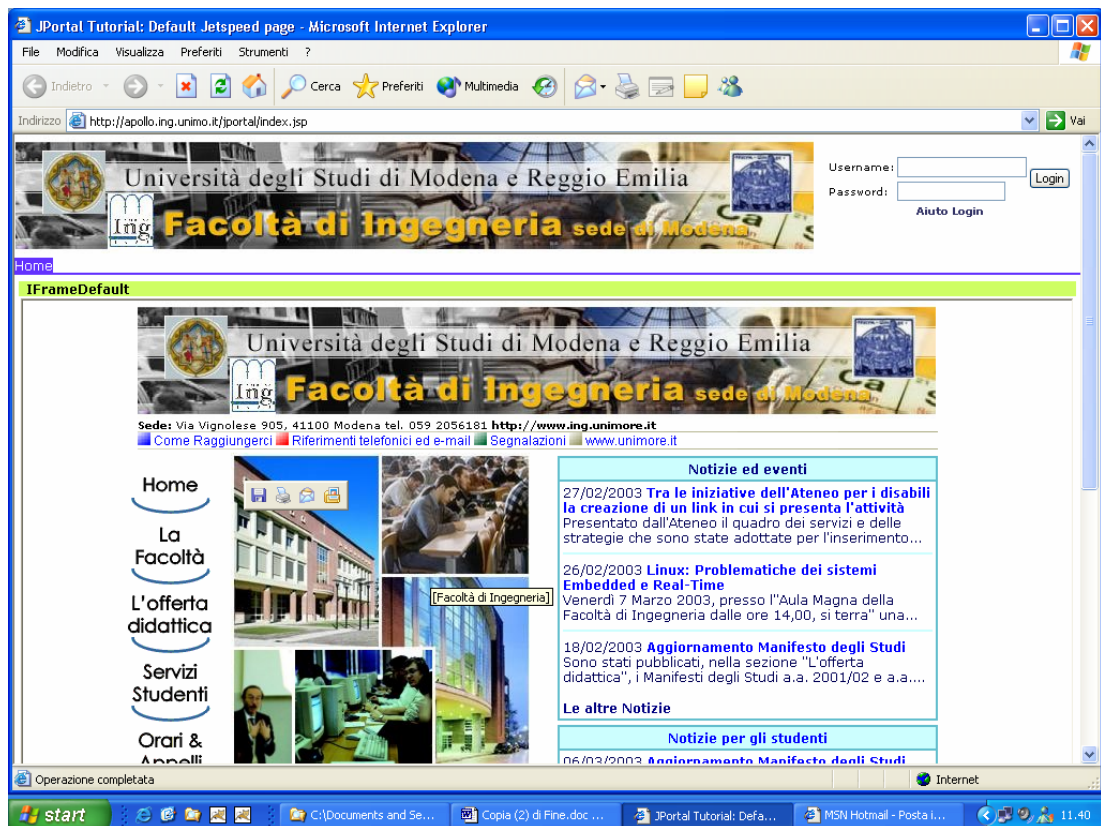 JPortal Tutorial: Default Jetspeed page - Microsoft Internet Explorer
File Modifica Visualizza Preferiti Strumenti ?
Indietro Cerca Preferiti Multimedia
Indirizzo http://apollo.ing.unimo.it/jportal/index.jsp Vai
Università degli Studi di Modena e Reggio Emilia
Ing Facoltà di Ingegneria sede di Modena
Username:
Password:
Login
Aiuto Login
Home
IFrameDefault
Università degli Studi di Modena e Reggio Emilia
Ing Facoltà di Ingegneria sede di Modena
Sede: Via Vignolese 905, 41100 Modena tel. 059 2056181 http://www.ing.unimore.it
Come Raggiungerci Riferimenti telefonici ed e-mail Segnalazioni www.unimore.it
Home
La
Facoltà
L'offerta
didattica
Servizi
Studenti
Orari &
Appelli
[Facoltà di Ingegneria]
Notizie ed eventi
27/02/2003 Tra le iniziative dell'Ateneo per i disabili
la creazione di un link in cui si presenta l'attività
Presentato dall'Ateneo il quadro dei servizi e delle
strategie che sono state adottate per l'inserimento...
26/02/2003 Linux: Problematiche dei sistemi
Embedded e Real-Time
Venerdì 7 Marzo 2003, presso l''Aula Magna della
Facoltà di Ingegneria dalle ore 14,00, si terra'' una...
18/02/2003 Aggiornamento Manifesto degli Studi
Sono stati pubblicati, nella sezione "L'offerta
didattica", i Manifesti degli Studi a.a. 2001/02 e a.a....
Le altre Notizie
Notizie per gli studenti
06/03/2003 Aggiornamento Manifesto degli Studi
Operazione completata Internet
start C:\Documents and Se... Copia (2) di Fine.doc ... JPortal Tutorial: Defa... MSN Hotmail - Posta i... 11.40